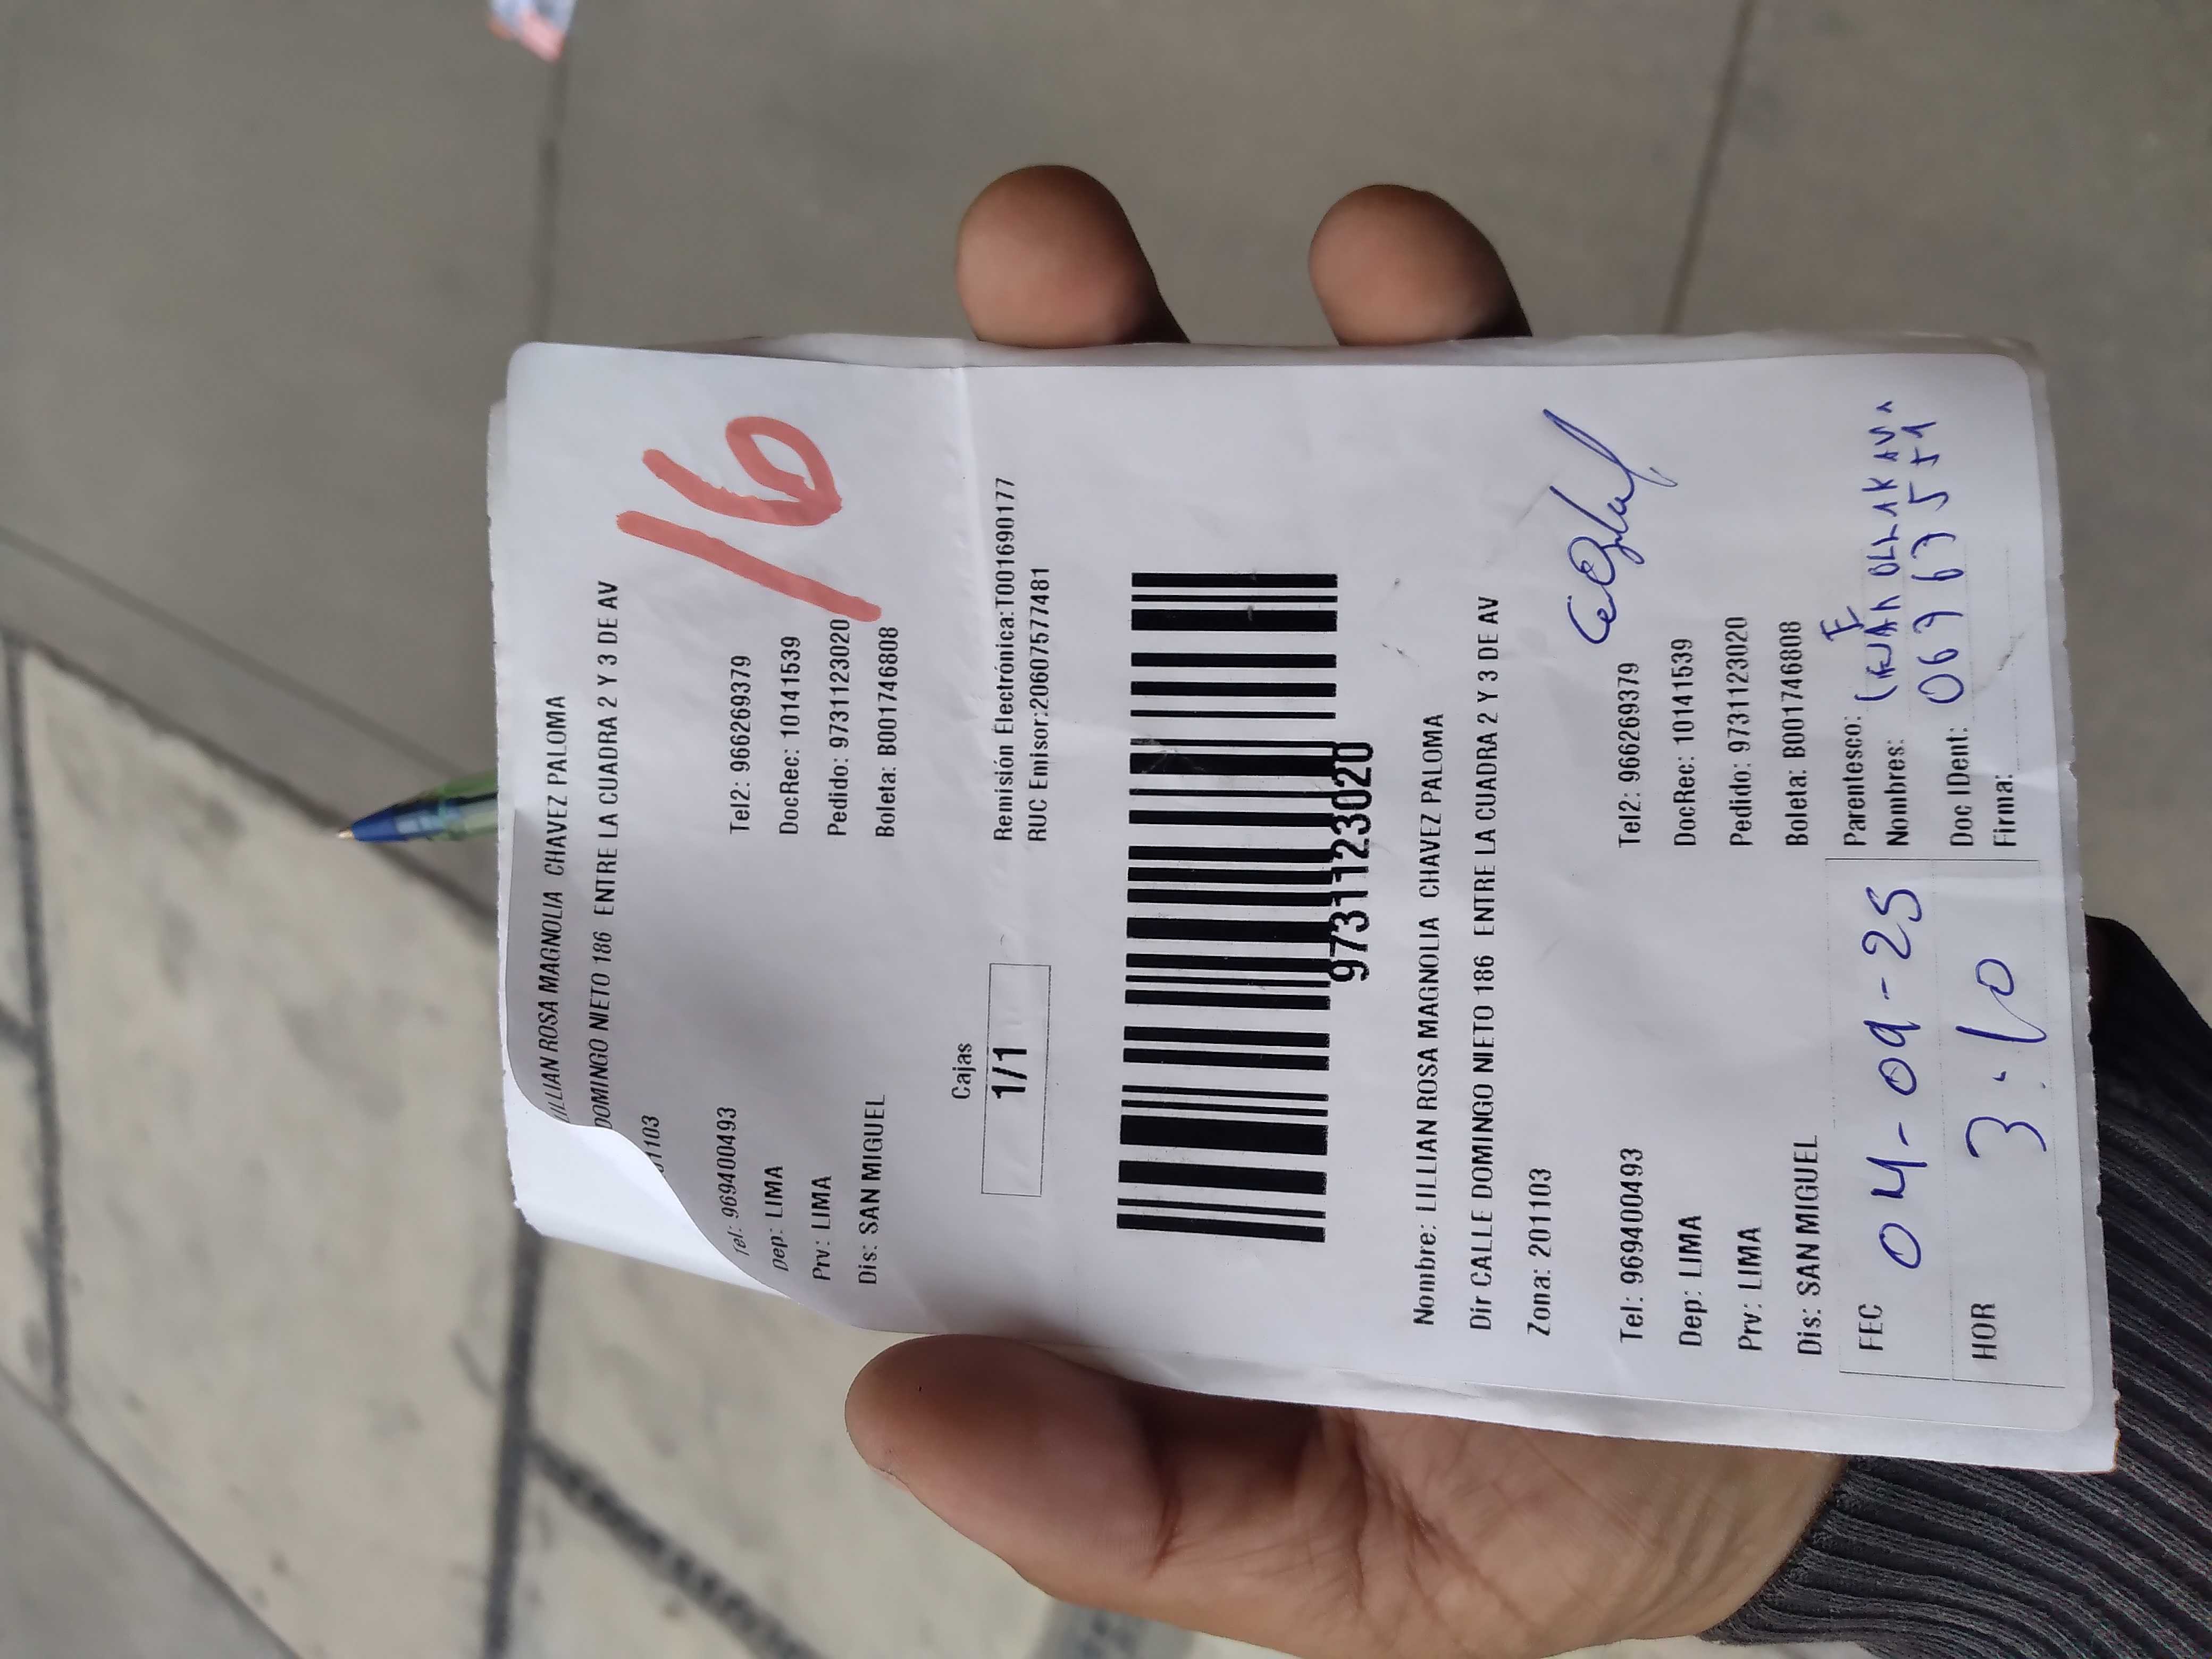 LILLIAN ROSA MAGNOLIA CHAVEZ PALOMA
DOMINGO NIETO 186 ENTRE LA CUADRA 2 Y 3 DE AV
01103
16
Tel: 969400493 Tel2: 966269379
Dep: LIMA DocRec: 10141539
Prv: LIMA Pedido: 9731123020
Dis: SAN MIGUEL Boleta: B001746808
Cajas
1/1
Remisión Electrónica:T001690177
RUC Emisor:20607577481
9731123020
Nombre: LILLIAN ROSA MAGNOLIA CHAVEZ PALOMA
Dir CALLE DOMINGO NIETO 186 ENTRE LA CUADRA 2 Y 3 DE AV
Zona: 201103
Tel: 969400493 Tel2: 966269379
Dep: LIMA DocRec: 10141539
Prv: LIMA Pedido: 9731123020
Dis: SAN MIGUEL Boleta: B001746808
FEC 04-09-25
HOR 3.10
Parentesco:
Nombres:
Doc IDent:
Firma: